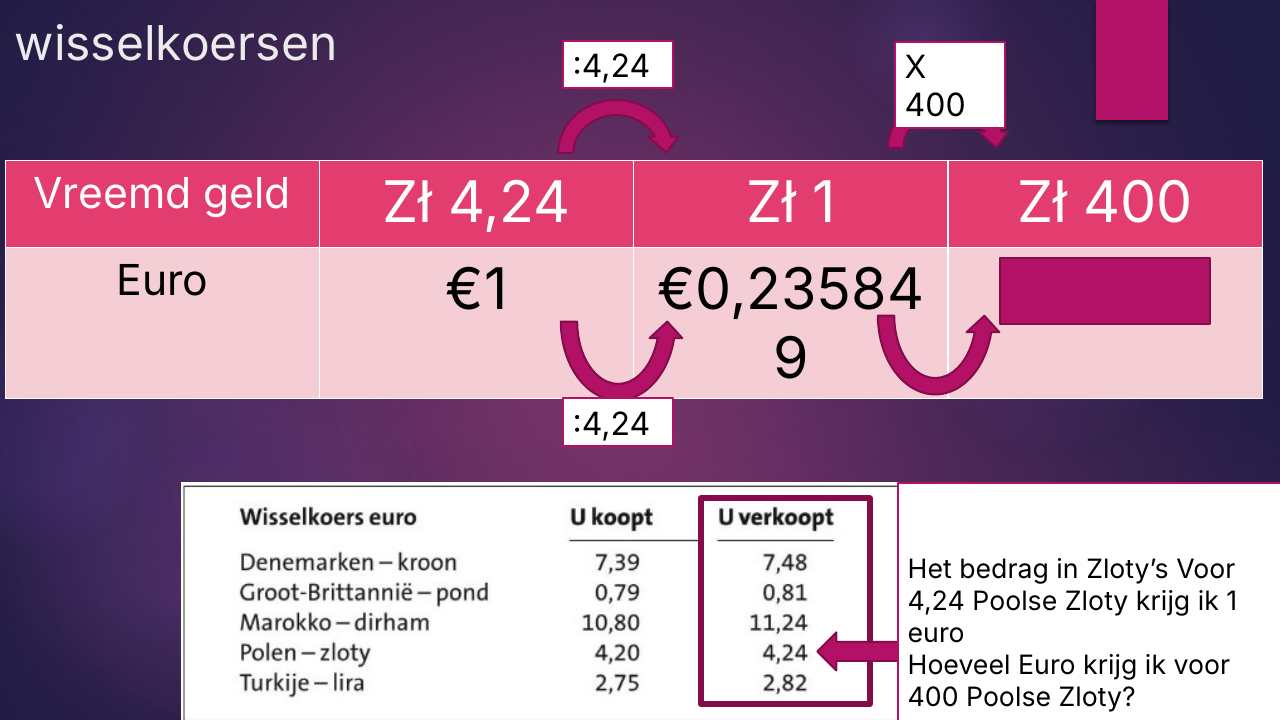 wisselkoersen
:4,24
X
400
Vreemd geld Zł 4,24 Zł 1 Zł 400
Euro €1 €0,23584
9
:4,24
Wisselkoers euro U koopt U verkoopt
Denemarken – kroon 7,39 7,48
Groot-Brittannië – pond 0,79 0,81
Marokko – dirham 10,80 11,24
Polen – zloty 4,20 4,24
Turkije – lira 2,75 2,82
Het bedrag in Zloty’s Voor
4,24 Poolse Zloty krijg ik 1
euro
Hoeveel Euro krijg ik voor
400 Poolse Zloty?